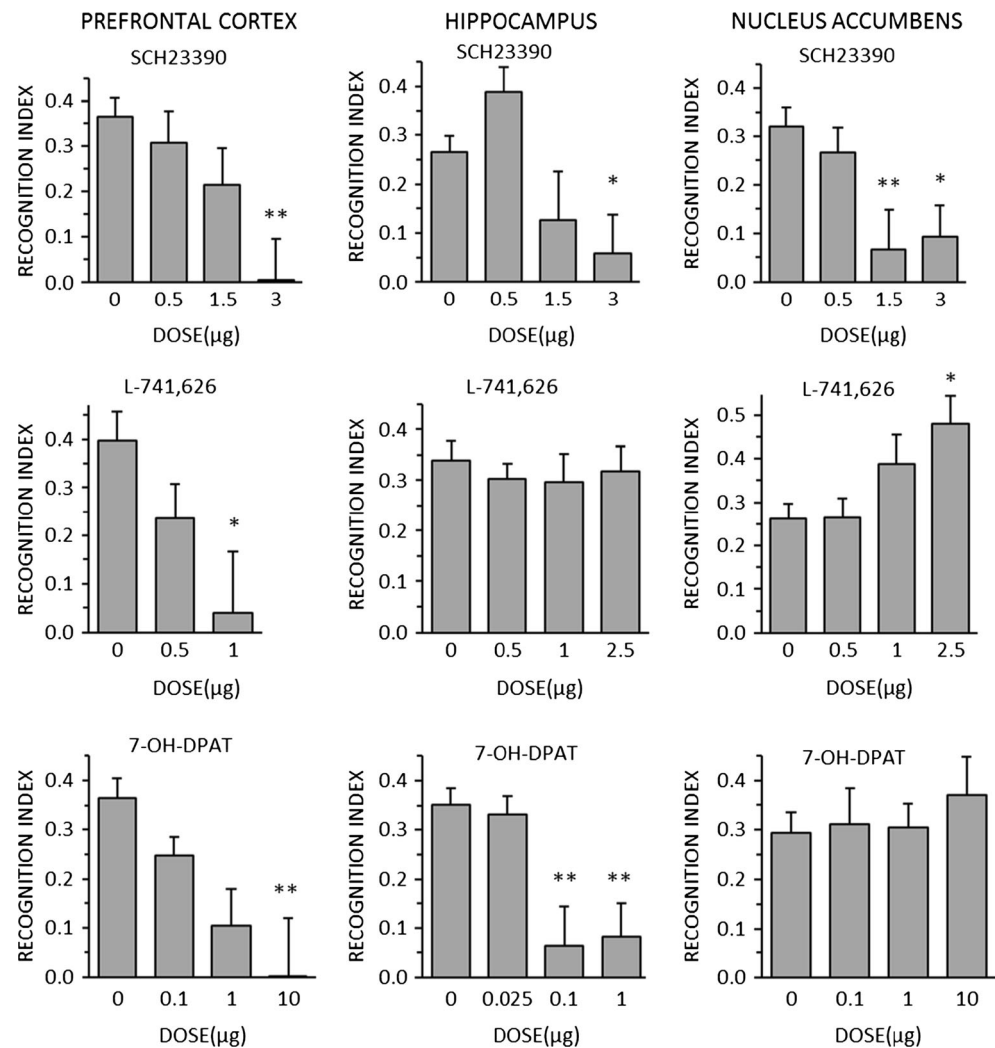 PREFRONTAL CORTEX
SCH23390
RECOGNITION INDEX
0.4
0.3
0.2
0.1
0.0
**
0 0.5 1.5 3
DOSE(µg)
HIPPOCAMPUS
SCH23390
RECOGNITION INDEX
0.4
0.3
0.2
0.1
0.0
*
0 0.5 1.5 3
DOSE(µg)
NUCLEUS ACCUMBENS
SCH23390
RECOGNITION INDEX
0.4
0.3
0.2
0.1
0.0
** *
0 0.5 1.5 3
DOSE(µg)
L-741,626
RECOGNITION INDEX
0.4
0.3
0.2
0.1
0.0
*
0 0.5 1
DOSE(µg)
L-741,626
RECOGNITION INDEX
0.4
0.3
0.2
0.1
0.0
0 0.5 1 2.5
DOSE(µg)
L-741,626
RECOGNITION INDEX
0.5
0.4
0.3
0.2
0.1
0.0
*
0 0.5 1 2.5
DOSE(µg)
7-OH-DPAT
RECOGNITION INDEX
0.4
0.3
0.2
0.1
0.0
**
0 0.1 1 10
DOSE(µg)
7-OH-DPAT
RECOGNITION INDEX
0.4
0.3
0.2
0.1
0.0
** **
0 0.025 0.1 1
DOSE(µg)
7-OH-DPAT
RECOGNITION INDEX
0.4
0.3
0.2
0.1
0.0
0 0.1 1 10
DOSE(µg)